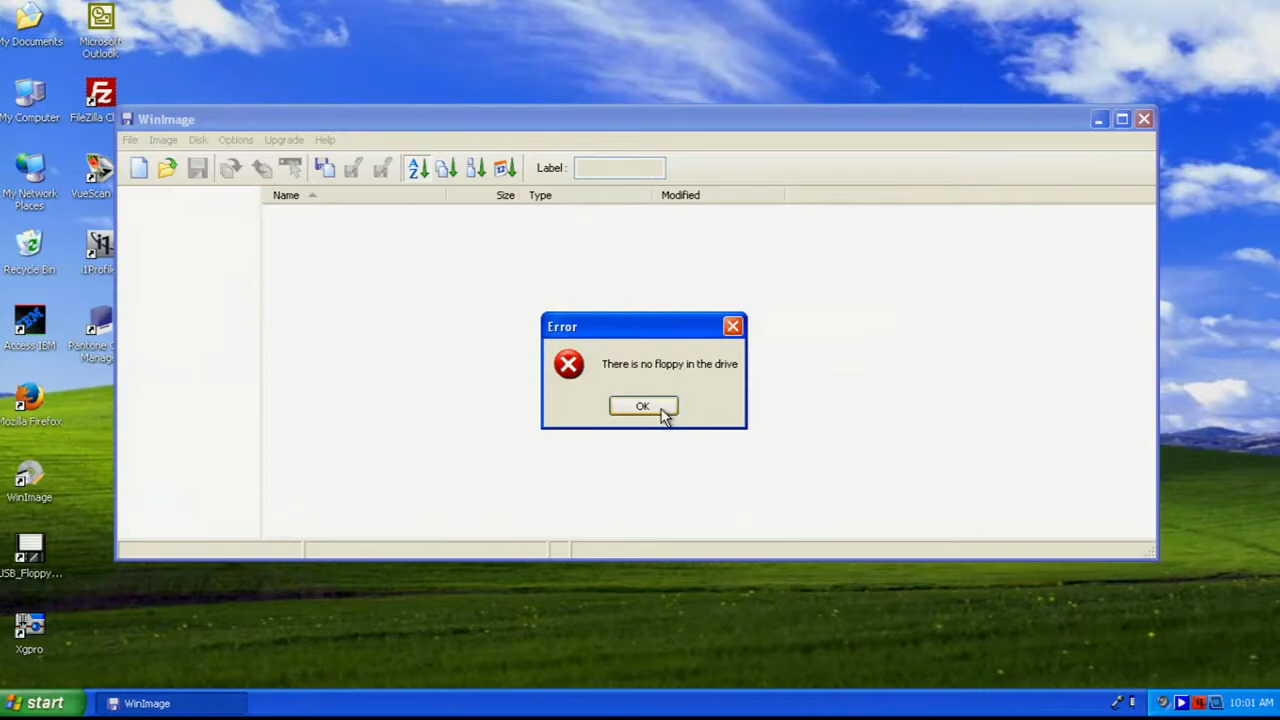 My Documents
Microsoft
Outlook
My Computer
FileZilla Cl
My Network
Places
VueScan
Recycle Bin
i1Profil
Access IBM
Pantone C
Manag
Mozilla Firefox
WinImage
USB_Floppy...
Xgpro
WinImage
File Image Disk Options Upgrade Help
Label :
Name Size Type Modified
Error
There is no floppy in the drive
OK
start
WinImage
10:01 AM